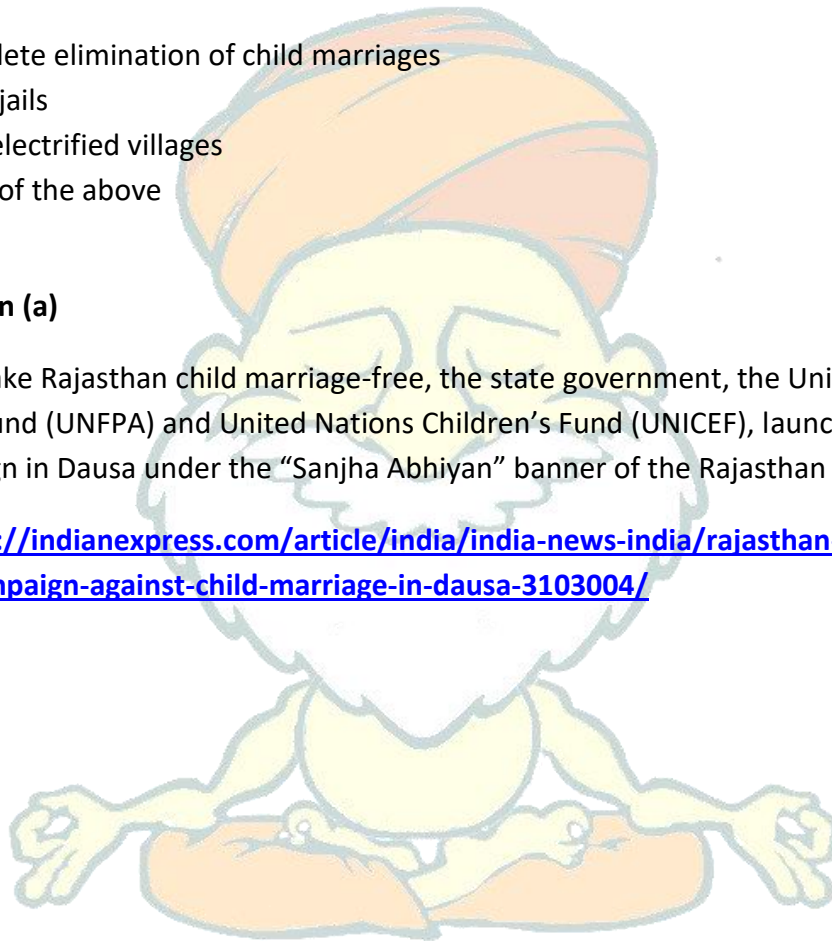 lete elimination of child marriages
jails
electrified villages
of the above
n (a)
ke Rajasthan child marriage-free, the state government, the Uni
und (UNFPA) and United Nations Children’s Fund (UNICEF), launc
gn in Dausa under the “Sanjha Abhiyan” banner of the Rajasthan
://indianexpress.com/article/india/india-news-india/rajasthan-
paign-against-child-marriage-in-dausa-3103004/